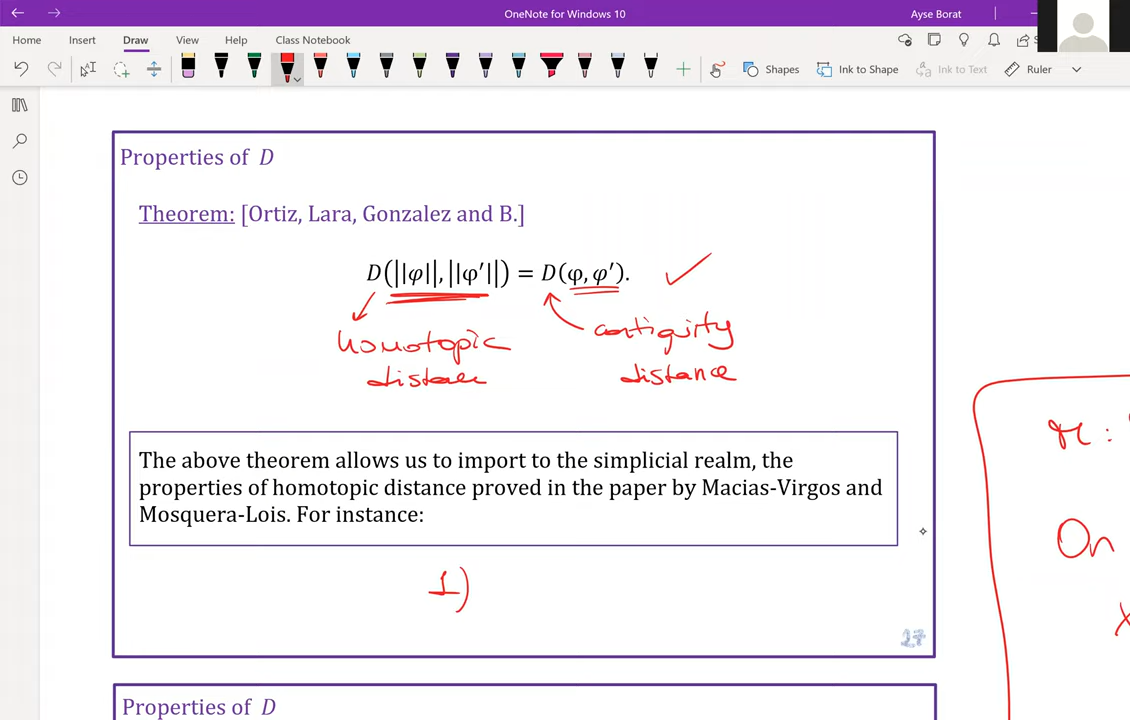 OneNote for Windows 10
Ayse Borat
Home Insert Draw View Help Class Notebook
Shapes Ink to Shape Ink to Text Ruler
Properties of D
Theorem: [Ortiz, Lara, Gonzalez and B.]
D(||φ||,||φ′||) = D(φ, φ′).
homotopic contiguity
distance distance
The above theorem allows us to import to the simplicial realm, the
properties of homotopic distance proved in the paper by Macias-Virgos and
Mosquera-Lois. For instance:
On
1)
27
Properties of D